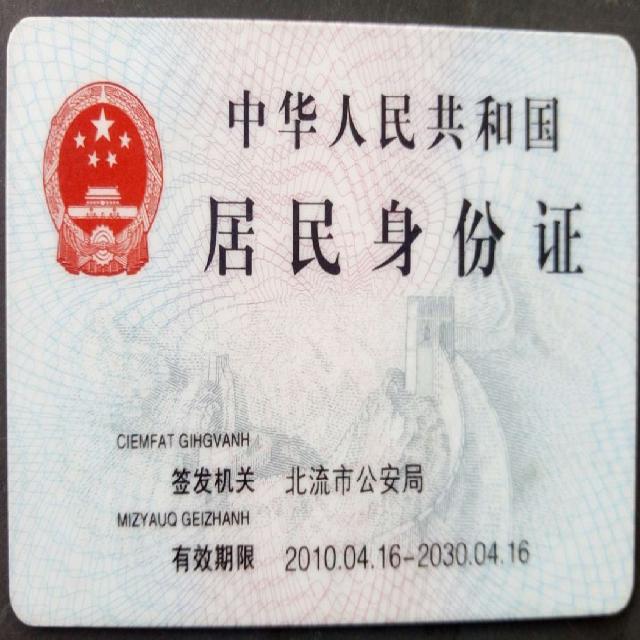 中华人民共和国
居民身份证
CIEMFAT GIHGVANH
签发机关 北流市公安局
MIZYAUQ GEIZHANH
有效期限 2010.04.16-2030.04.16